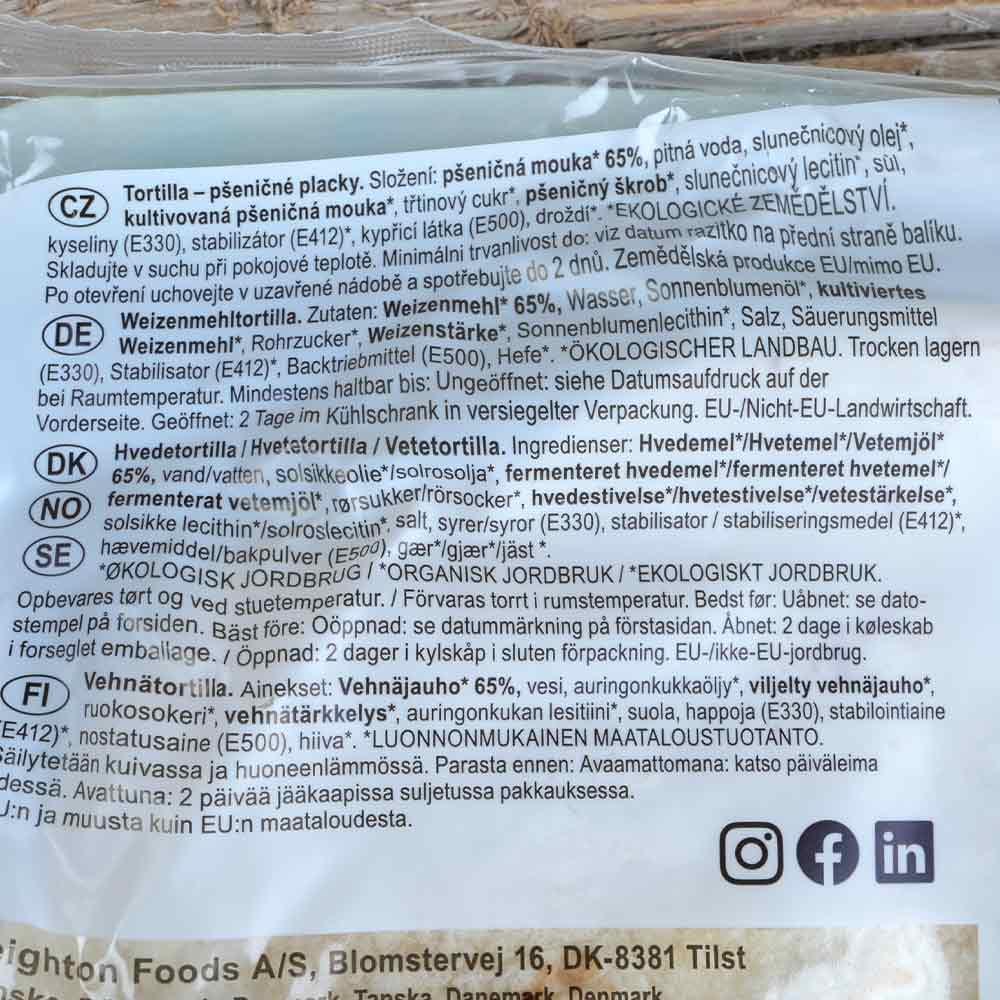 CZ
Tortilla – pšeničné placky. Složení: pšeničná mouka* 65%, pitná voda, slunečnicový olej*,
kultivovaná pšeničná mouka*, třtinový cukr*, pšeničný škrob*, slunečnicový lecitin*, sůl,
kyseliny (E330), stabilizátor (E412)*, kypřicí látka (E500), droždí*. *EKOLOGICKÉ ZEMĚDĚLSTVÍ.
Skladujte v suchu při pokojové teplotě. Minimální trvanlivost do: viz datum razítko na přední straně balíku.
Po otevření uchovejte v uzavřené nádobě a spotřebujte do 2 dnů. Zemědělská produkce EU/mimo EU.
DE
Weizenmehltortilla. Zutaten: Weizenmehl* 65%, Wasser, Sonnenblumenöl*, kultiviertes
Weizenmehl*, Rohrzucker*, Weizenstärke*, Sonnenblumenlecithin*, Salz, Säuerungsmittel
(E330), Stabilisator (E412)*, Backtriebmittel (E500), Hefe*. *ÖKOLOGISCHER LANDBAU. Trocken lagern
bei Raumtemperatur. Mindestens haltbar bis: Ungeöffnet: siehe Datumsaufdruck auf der
Vorderseite. Geöffnet: 2 Tage im Kühlschrank in versiegelter Verpackung. EU-/Nicht-EU-Landwirtschaft.
DK
NO
SE
Hvedetortilla / Hvetetortilla / Vetetortilla. Ingredienser: Hvedemel*/Hvetemel*/Vetemjöl*
65%, vand/vatten, solsikkeolie*/solrosolja*, fermenteret hvedemel*/fermenteret hvetemel*/
fermenterat vetemjöl*, rørsukker/rörsocker*, hvedestivelse*/hvetestivelse*/vetestärkelse*,
solsikke lecithin*/solroslecitin*, salt, syrer/syror (E330), stabilisator / stabiliseringsmedel (E412)*,
hævemiddel/bakpulver (E500), gær*/gjær*/jäst *.
*ØKOLOGISK JORDBRUG / *ORGANISK JORDBRUK / *EKOLOGISKT JORDBRUK.
Opbevares tørt og ved stuetemperatur. / Förvaras torrt i rumstemperatur. Bedst før: Uåbnet: se dato-
stempel på forsiden. Bäst före: Oöppnad: se datummärkning på förstasidan. Åbnet: 2 dage i køleskab
i forseglet emballage. / Öppnad: 2 dager i kylskåp i sluten förpackning. EU-/ikke-EU-jordbrug.
FI
Vehnätortilla. Ainekset: Vehnäjauho* 65%, vesi, auringonkukkaöljy*, viljelty vehnäjauho*,
ruokosokeri*, vehnätärkkelys*, auringonkukan lesitiini*, suola, happoja (E330), stabilointiaine
(E412)*, nostatusaine (E500), hiiva*. *LUONNONMUKAINEN MAATALOUSTUOTANTO.
Säilytetään kuivassa ja huoneenlämmössä. Parasta ennen: Avaamattomana: katso päiväleima
dessä. Avattuna: 2 päivää jääkaapissa suljetussa pakkauksessa.
U:n ja muusta kuin EU:n maataloudesta.
in
eighton Foods A/S, Blomstervej 16, DK-8381 Tilst
Tanska, Danemark, Denmark